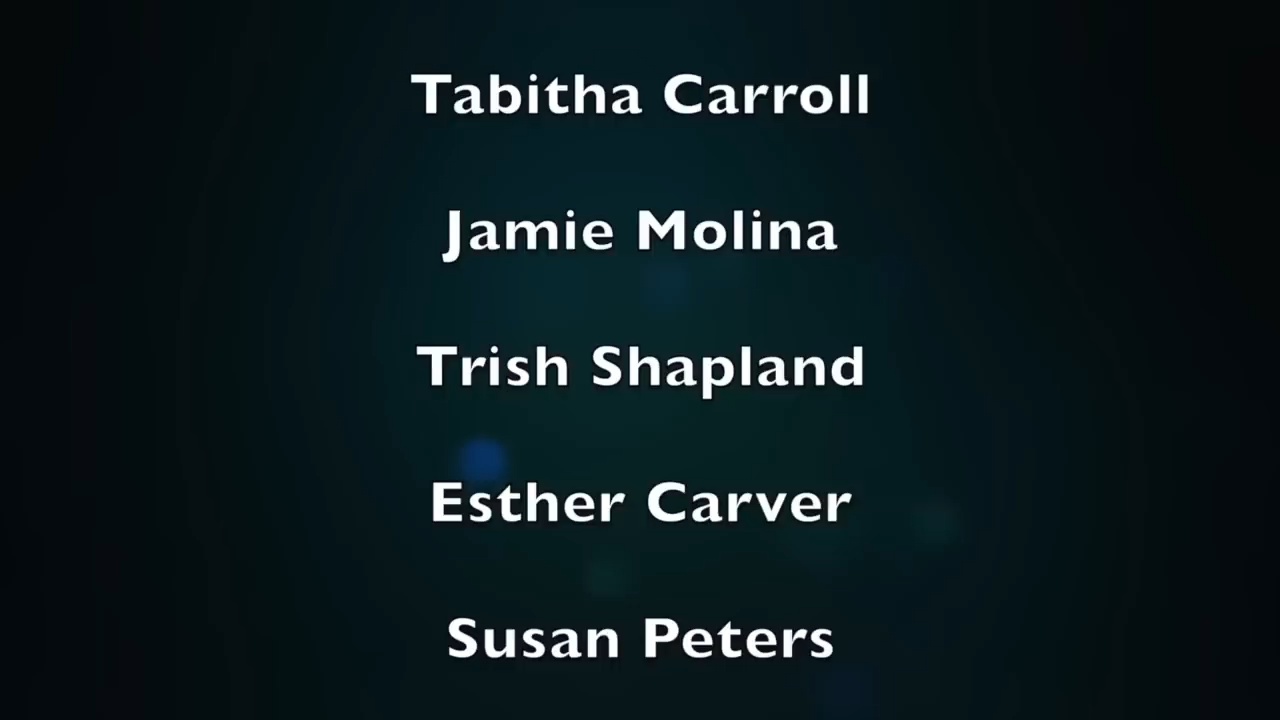 Tabitha Carroll
Jamie Molina
Trish Shapland
Esther Carver
Susan Peters